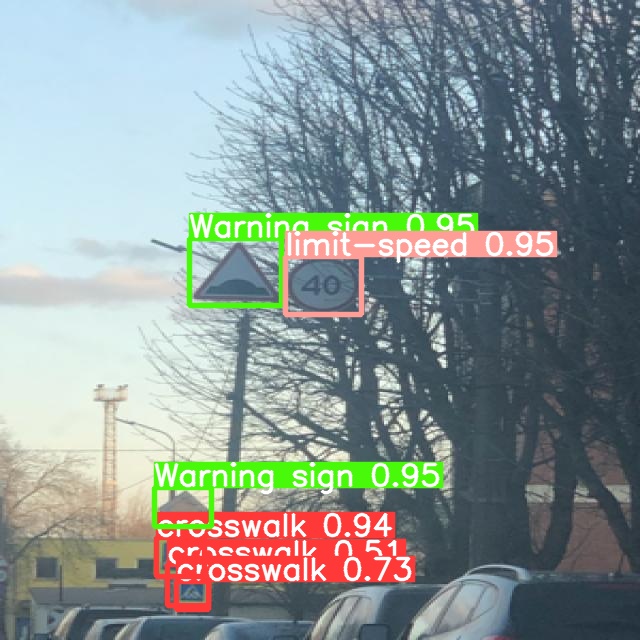 Warning sign 0.95
limit-speed 0.95
40
Warning sign 0.95
crosswalk 0.94
crosswalk 0.51
crosswalk 0.73